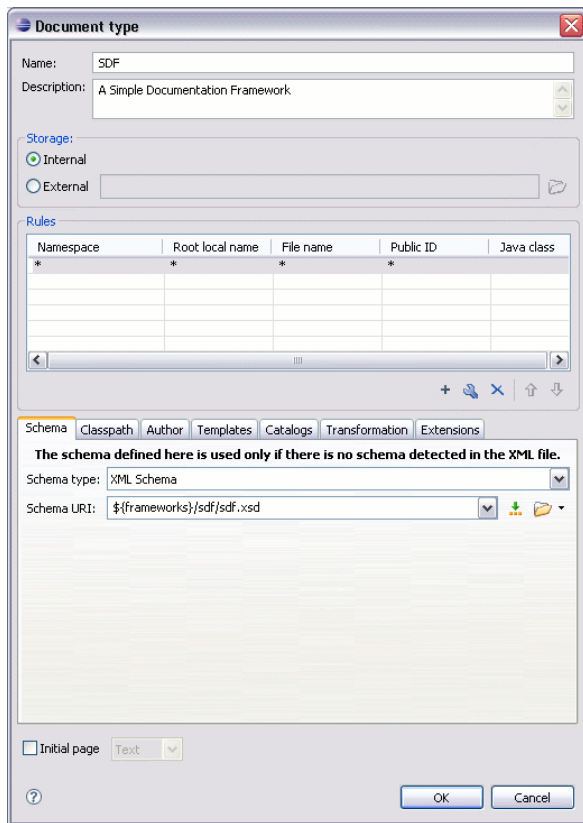 Document type
Name: SDF
Description: A Simple Documentation Framework
Storage:
Internal
External
Rules
Namespace Root local name File name Public ID Java class
* * * *
Schema Classpath Author Templates Catalogs Transformation Extensions
The schema defined here is used only if there is no schema detected in the XML file.
Schema type: XML Schema
Schema URI: ${frameworks}/sdf/sdf.xsd
Initial page Text
OK Cancel